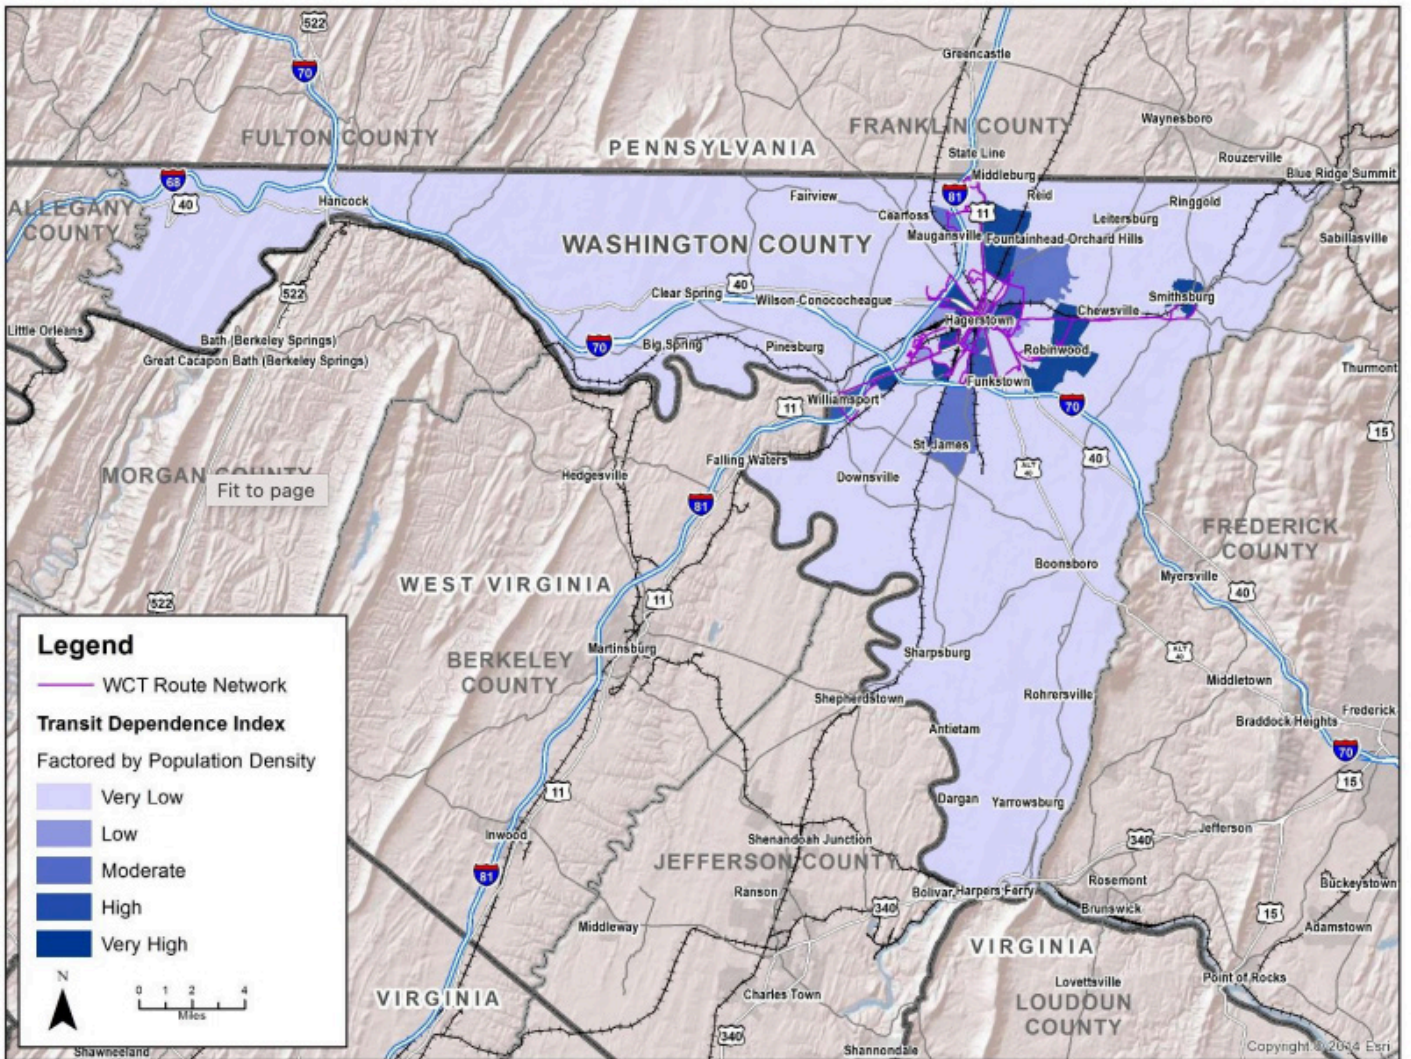 522
Greencastle
70
Waynesboro
FULTON COUNTY
FRANKLIN COUNTY
PENNSYLVANIA
State Line
Rouzerville
Middleburg
Blue Ridge Summit
68
40
Hancock
Fairview
81
Reid
Ringgold
ALLEGANY
COUNTY
Cearfoss
11
Leitersburg
Maugansville
Fountainhead-Orchard Hills
Sabillasville
WASHINGTON COUNTY
522
Clear Spring
40
Wilson-Conococheague
Smithsburg
Chewsville
Little Orleans
Hagerstown
Bath (Berkeley Springs)
70
Big Spring
Pinesburg
Robinwood
Great Cacapon Bath (Berkeley Springs)
Thurmont
Funkstown
11
Williamsport
70
15
St. James
Falling Waters
40
MORGAN COUNTY
Hedgesville
ALT
40
Downsville
Fit to page
81
FREDERICK
COUNTY
Boonsboro
WEST VIRGINIA
Myersville
40
522
11
Martinsburg
Sharpsburg
ALT
40
BERKELEY
COUNTY
Middletown
Shepherdstown
Rohrersville
Frederick
Braddock Heights
Antietam
70
15
11
Dargan
Yarrowsburg
Inwood
Shenandoah Junction
340
Jefferson
JEFFERSON COUNTY
81
Ranson
Bolivar
Harpers Ferry
Rosemont
Buckeystown
340
Brunswick
15
Middleway
Adamstown
VIRGINIA
Point of Rocks
Lovettsville
VIRGINIA
Charles Town
LOUDOUN
COUNTY
340
Shannondale
Shawneeland
Copyright:© 2014 Esri
Legend
WCT Route Network
Transit Dependence Index
Factored by Population Density
Very Low
Low
Moderate
High
Very High
N
0 1 2 4
Miles